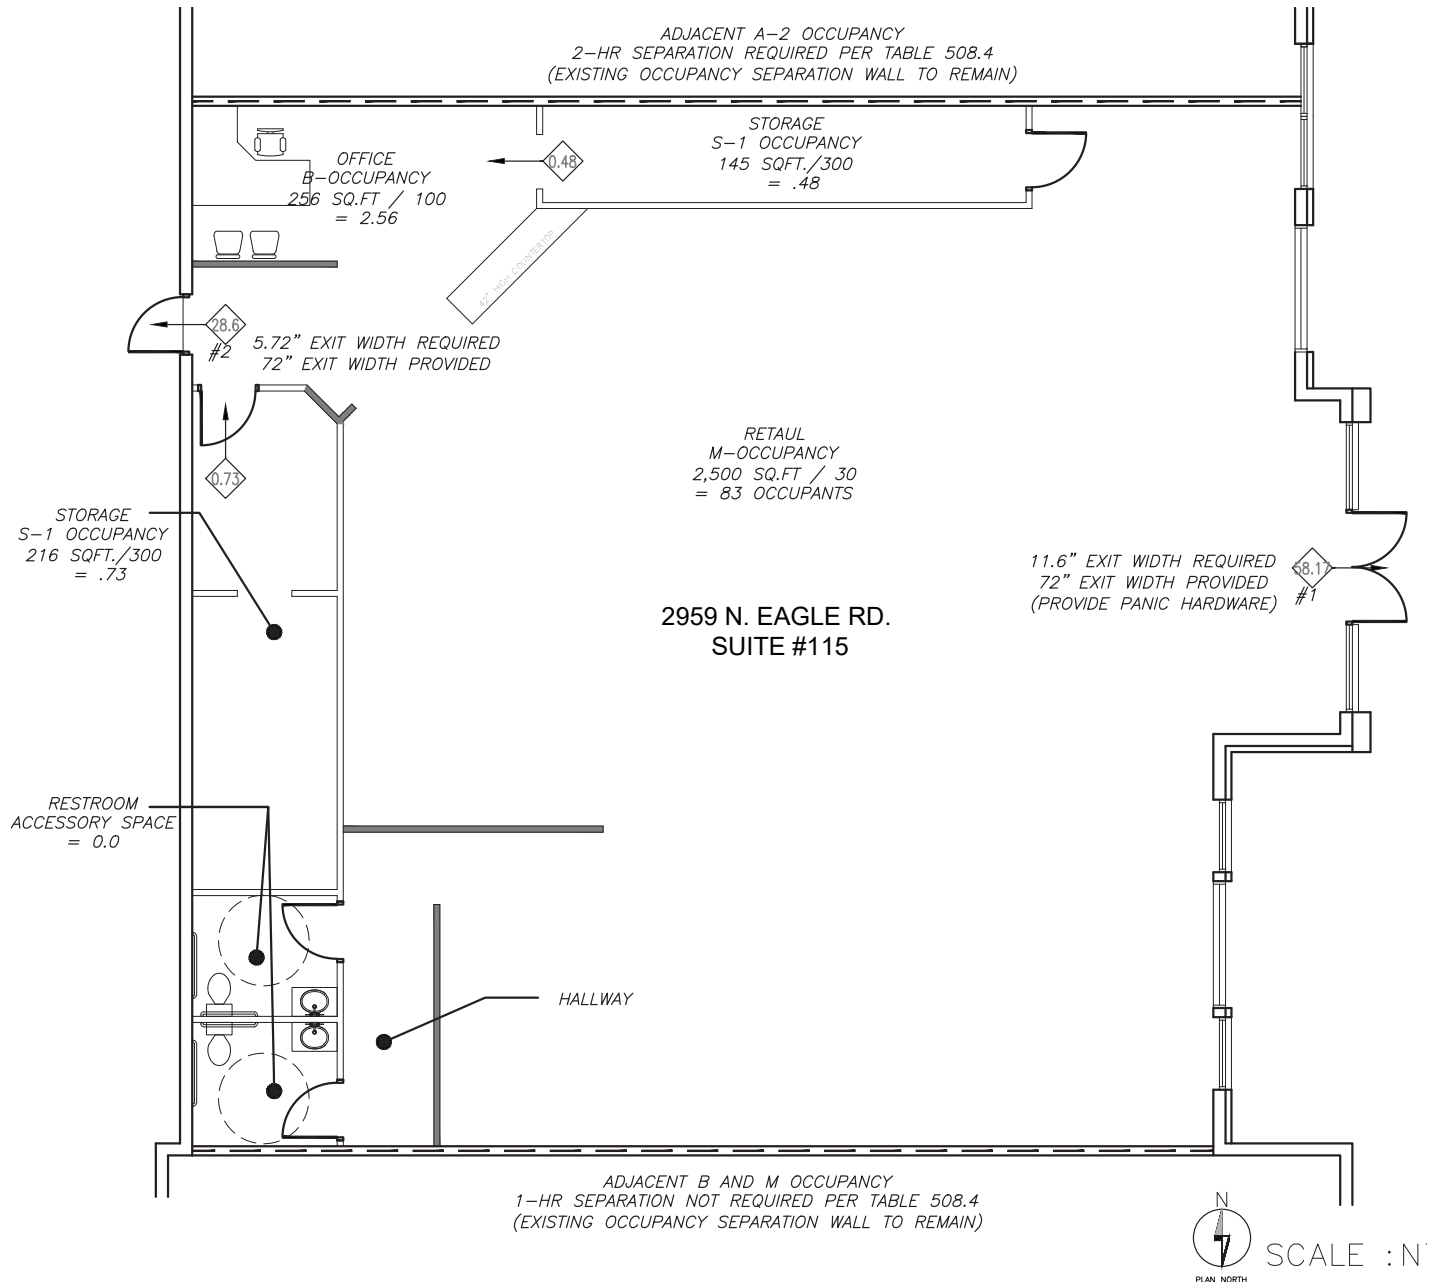 ADJACENT A-2 OCCUPANCY
2-HR SEPARATION REQUIRED PER TABLE 508.4
(EXISTING OCCUPANCY SEPARATION WALL TO REMAIN)
STORAGE
S-1 OCCUPANCY
145 SQFT./300
= .48
0.48
OFFICE
B-OCCUPANCY
256 SQ.FT / 100
= 2.56
42" HIGH COUNTERTOP
28.6
#2
5.72" EXIT WIDTH REQUIRED
72" EXIT WIDTH PROVIDED
0.73
RETAUL
M-OCCUPANCY
2,500 SQ.FT / 30
= 83 OCCUPANTS
STORAGE
S-1 OCCUPANCY
216 SQFT./300
= .73
11.6" EXIT WIDTH REQUIRED
72" EXIT WIDTH PROVIDED
(PROVIDE PANIC HARDWARE)
58.17
#1
2959 N. EAGLE RD.
SUITE #115
RESTROOM
ACCESSORY SPACE
= 0.0
HALLWAY
ADJACENT B AND M OCCUPANCY
1-HR SEPARATION NOT REQUIRED PER TABLE 508.4
(EXISTING OCCUPANCY SEPARATION WALL TO REMAIN)
N
PLAN NORTH
SCALE : N